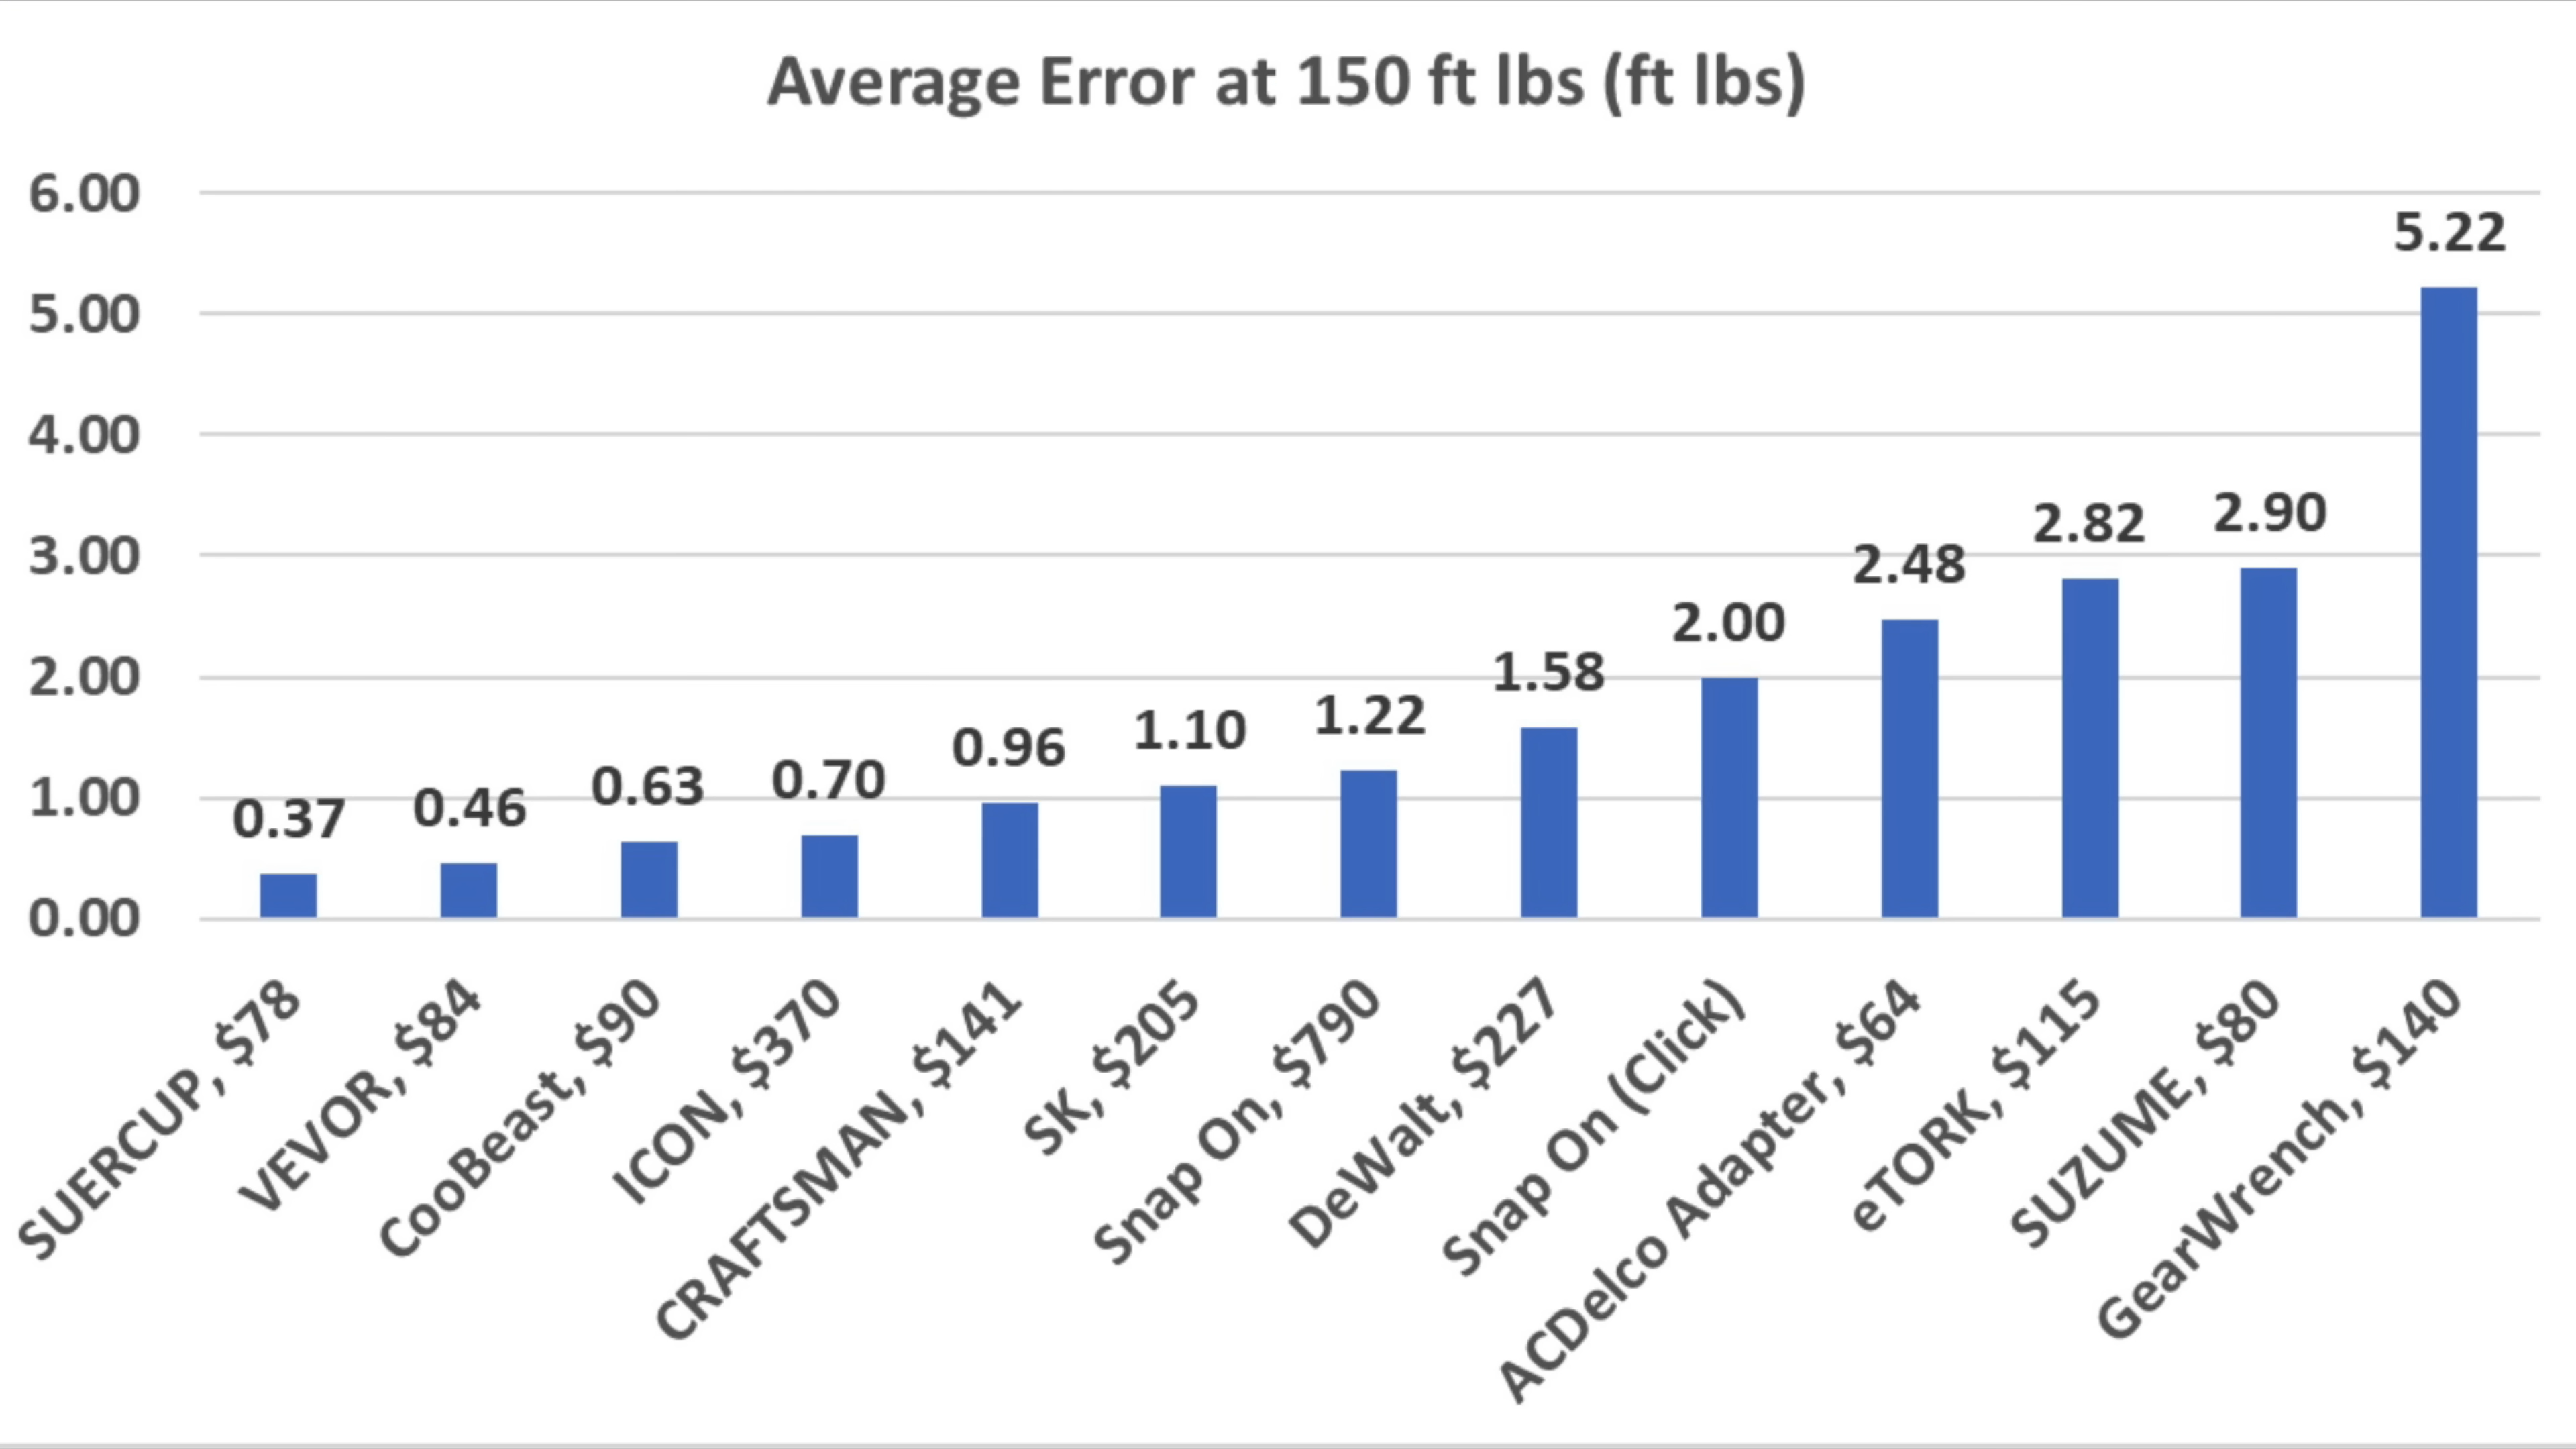 Average Error at 150 ft lbs (ft lbs)
6.00
5.00
4.00
3.00
2.00
1.00
0.00
0.37
0.46
0.63
0.70
0.96
1.10
1.22
1.58
2.00
2.48
2.82
2.90
5.22
SUERCUP, $78
VEVOR, $84
CooBeast, $90
ICON, $370
CRAFTSMAN, $141
SK, $205
Snap On, $790
DeWalt, $227
Snap On (Click)
ACDelco Adapter, $64
eTORK, $115
SUZUME, $80
GearWrench, $140